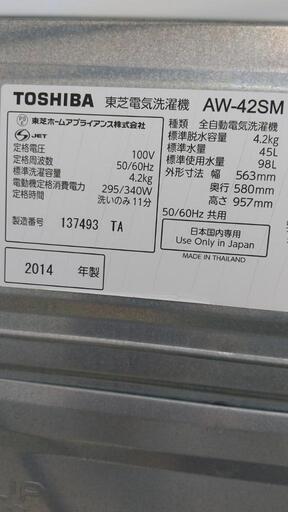 TOSHIBA 東芝電気洗濯機 AW-42SM
東芝ホームアプライアンス株式会社
JET
定格電圧 100V
定格周波数 50/60Hz
標準洗濯容量 4.2kg
電動機定格消費電力 295/340W
定格時間 洗いのみ11分
製造番号 137493 TA
2014 年製
種類 全自動電気洗濯機
標準脱水容量 4.2kg
標準水量 45L
標準使用水量 98L
外形寸法 幅 563mm
奥行 580mm
高さ 957mm
50/60Hz 共用
日本国内専用
Use Only in Japan
MADE IN THAILAND